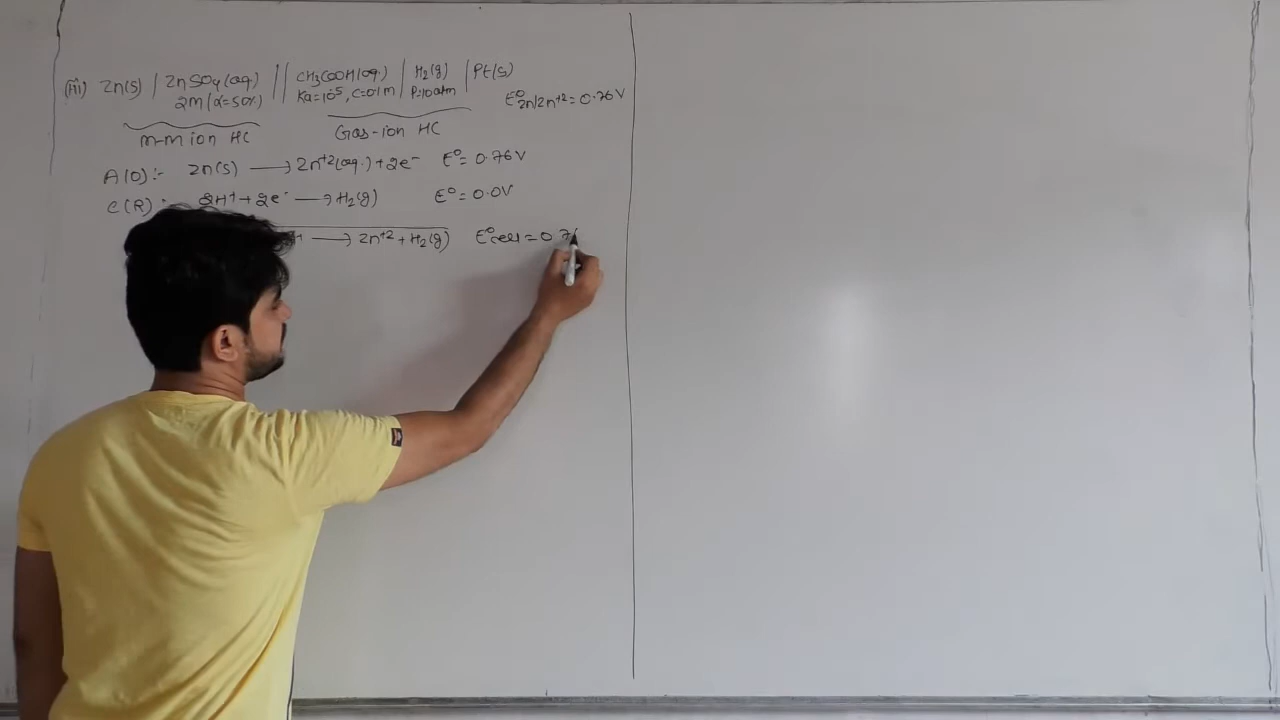 (iii) Zn(s) | ZnSO4(aq) || CH3COOH(aq.) | H2(g) | Pt(s)
2M(α=50%) Ka=10^-5, C=0.1M P=10atm E°Zn/Zn+2 = 0.76V
M-M ion HC Gas-ion HC
A(O):- Zn(s) ⟶ Zn+2(aq.) + 2e- E°= 0.76V
C(R):- 2H+ + 2e- ⟶ H2(g) E°= 0.0V
H+ ⟶ Zn+2 + H2(g) E°cell = 0.7